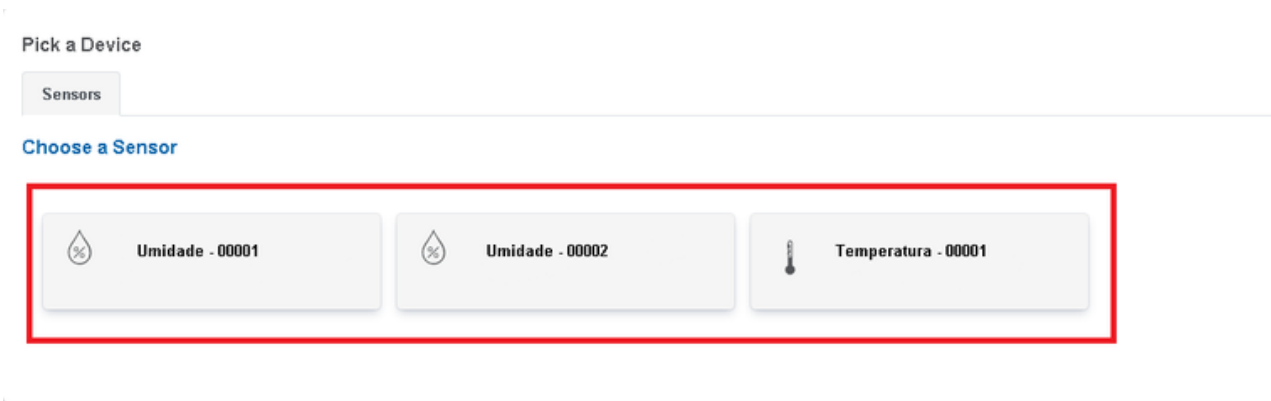 Pick a Device
Sensors
Choose a Sensor
% Umidade - 00001
% Umidade - 00002
Temperatura - 00001